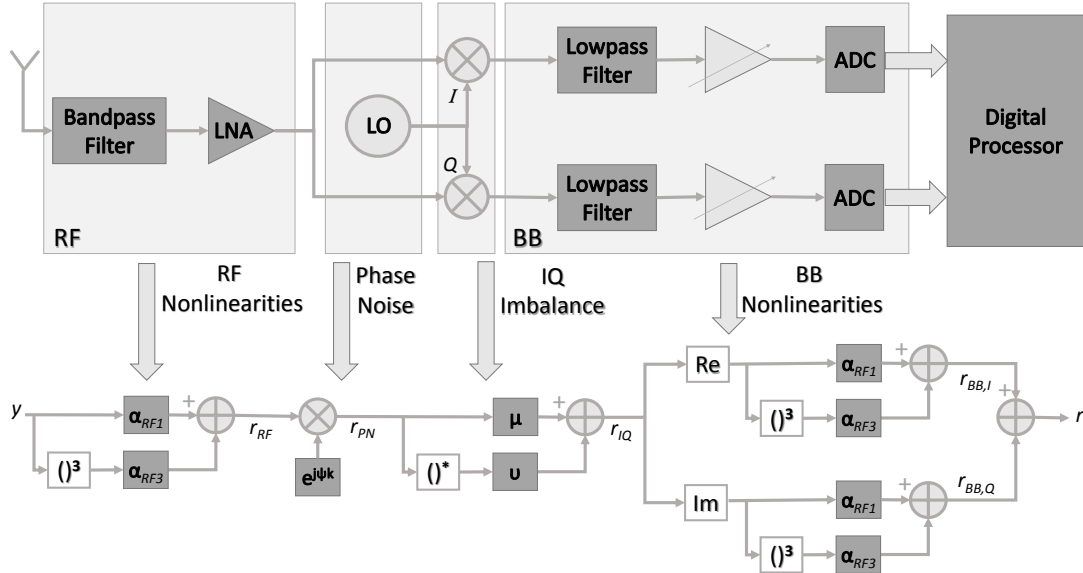 Bandpass
Filter
LNA
RF
LO
I
Q
Lowpass
Filter
ADC
Lowpass
Filter
ADC
BB
Digital
Processor
RF
Nonlinearities
Phase
Noise
IQ
Imbalance
BB
Nonlinearities
y
α_RF1
+
r_RF
()³
α_RF3
e^jψk
r_PN
μ
+
r_IQ
()*
υ
Re
α_RF1
+
r_BB,I
()³
α_RF3
+
r
Im
α_RF1
+
r_BB,Q
()³
α_RF3